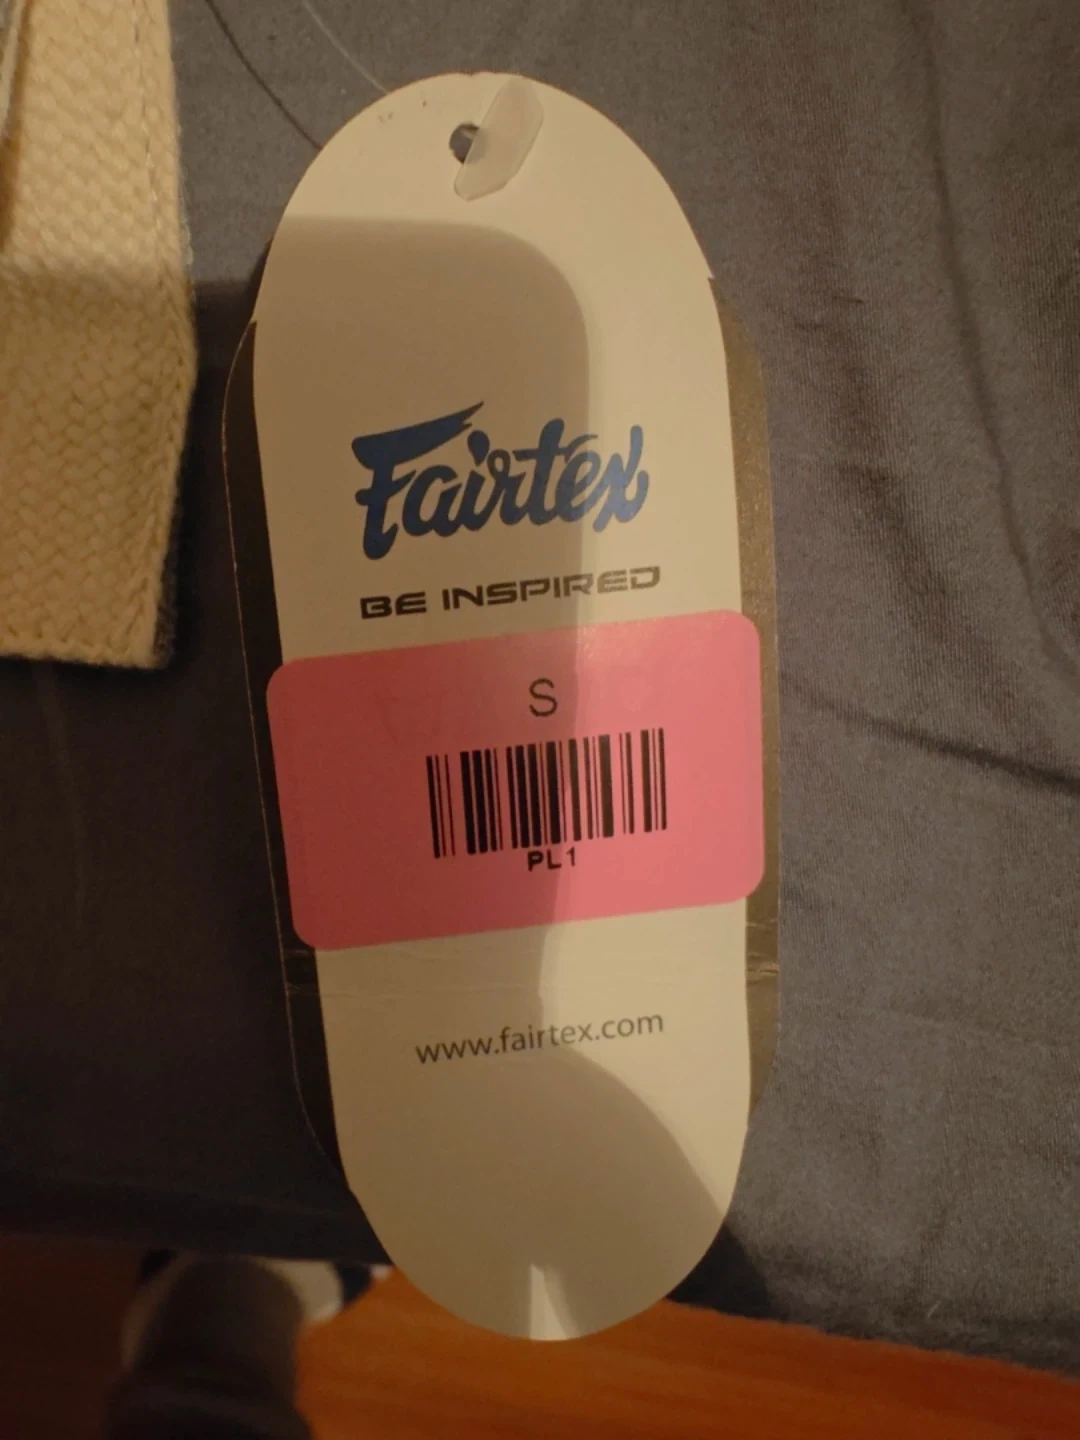 Fairtex
BE INSPIRED
S
PL1
www.fairtex.com